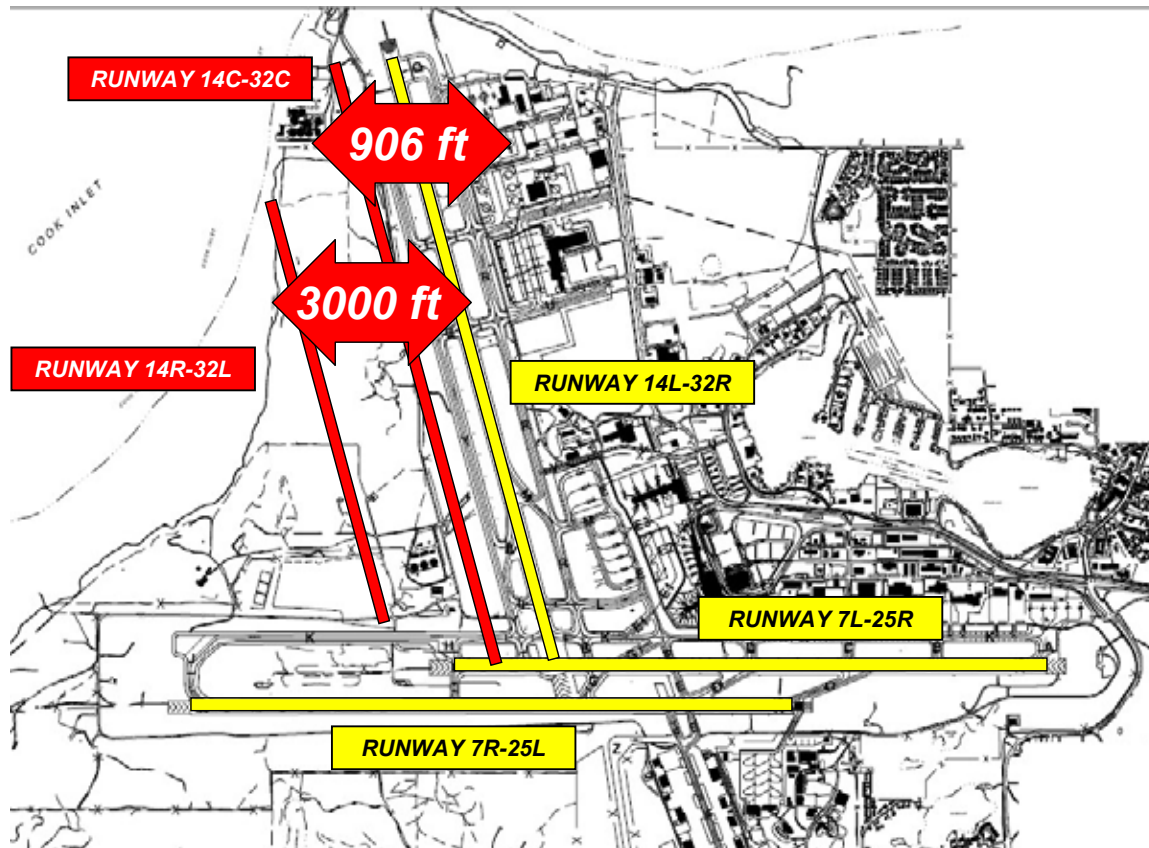 RUNWAY 14C-32C
906 ft
COOK INLET
3000 ft
RUNWAY 14R-32L
RUNWAY 14L-32R
RUNWAY 7L-25R
K
RUNWAY 7R-25L
Z